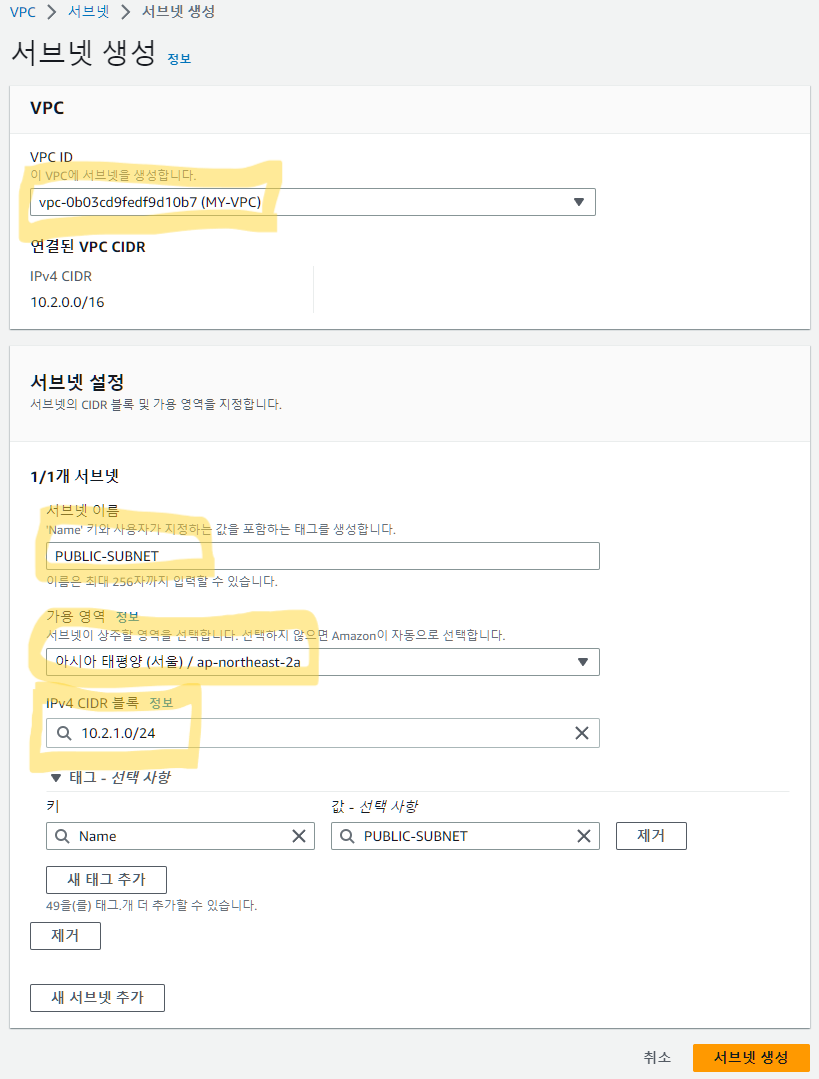 VPC > 서브넷 > 서브넷 생성
서브넷 생성 정보
VPC
VPC ID
이 VPC에 서브넷을 생성합니다.
vpc-0b03cd9fedf9d10b7 (MY-VPC)
연결된 VPC CIDR
IPv4 CIDR
10.2.0.0/16
서브넷 설정
서브넷의 CIDR 블록 및 가용 영역을 지정합니다.
1/1개 서브넷
서브넷 이름
'Name' 키와 사용자가 지정하는 값을 포함하는 태그를 생성합니다.
PUBLIC-SUBNET
이름은 최대 256자까지 입력할 수 있습니다.
가용 영역 정보
서브넷이 상주할 영역을 선택합니다. 선택하지 않으면 Amazon이 자동으로 선택합니다.
아시아 태평양 (서울) / ap-northeast-2a
IPv4 CIDR 블록 정보
10.2.1.0/24
태그 - 선택 사항
키 값 - 선택 사항
Name PUBLIC-SUBNET 제거
새 태그 추가
49을(를) 태그.개 더 추가할 수 있습니다.
제거
새 서브넷 추가
취소 서브넷 생성